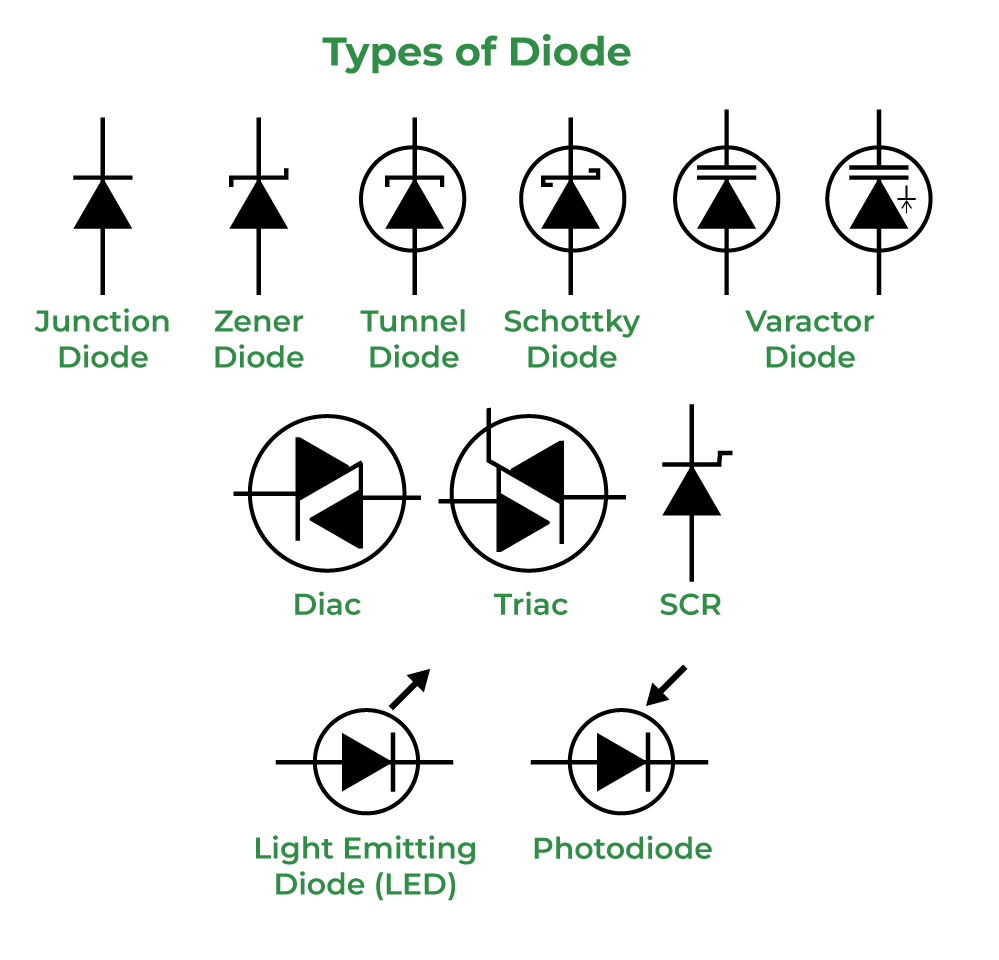 Types of Diode
Junction
Diode
Zener
Diode
Tunnel
Diode
Schottky
Diode
Varactor
Diode
Diac
Triac
SCR
Light Emitting
Diode (LED)
Photodiode